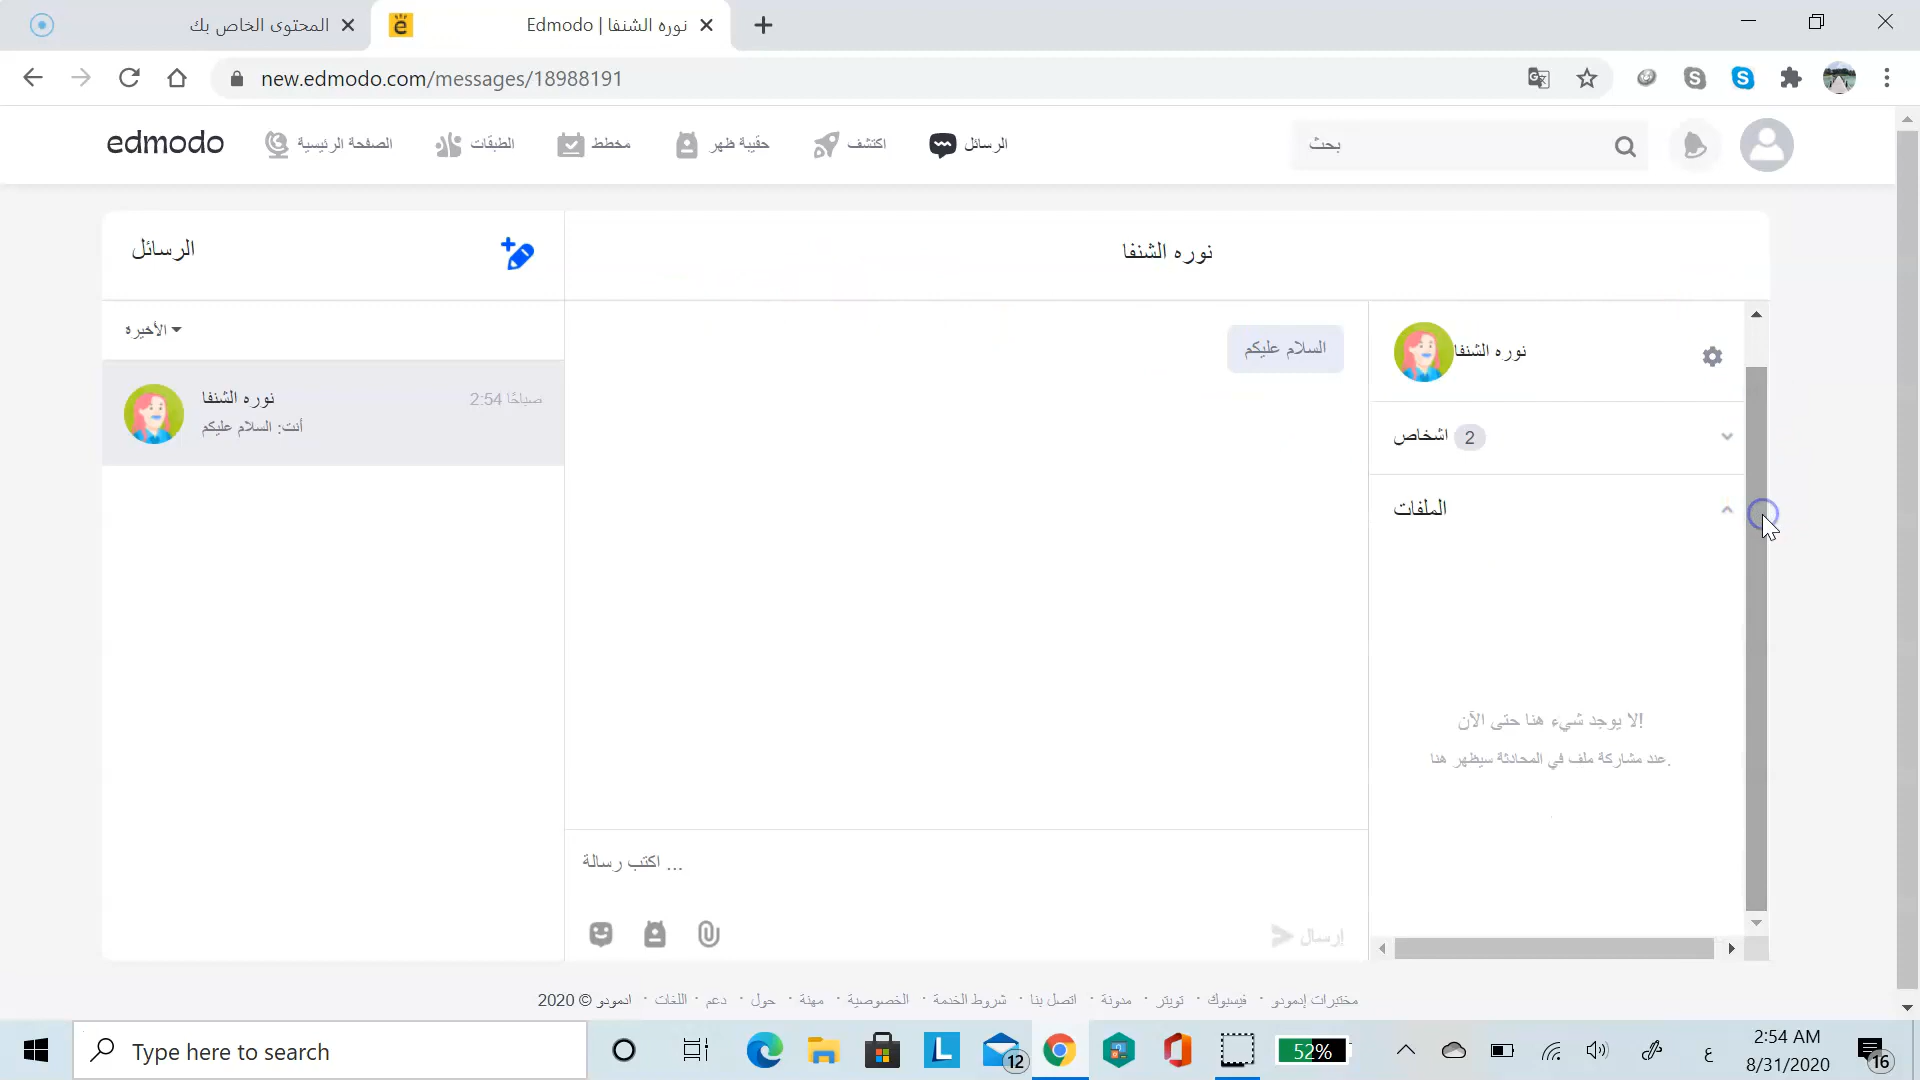 المحتوى الخاص بك
نوره الشنفا | Edmodo
new.edmodo.com/messages/18988191
edmodo
الصفحة الرئيسية
الطبقات
مخطط
حقيبة ظهر
اكتشف
الرسائل
بحث
الرسائل
نوره الشنفا
الأخيرة
نوره الشنفا
2:54 صباحًا
أنت: السلام عليكم
السلام عليكم
نوره الشنفا
اشخاص 2
الملفات
لا يوجد شيء هنا حتى الآن!
عند مشاركة ملف في المحادثة سيظهر هنا.
اكتب رسالة ...
إرسال
ادمودو © 2020 · اللغات · دعم · حول · مهنة · الخصوصية · شروط الخدمة · اتصل بنا · مدونة · تويتر · فيسبوك · مختبرات إدمودو
Type here to search
12
52%
ع
2:54 AM
8/31/2020
16